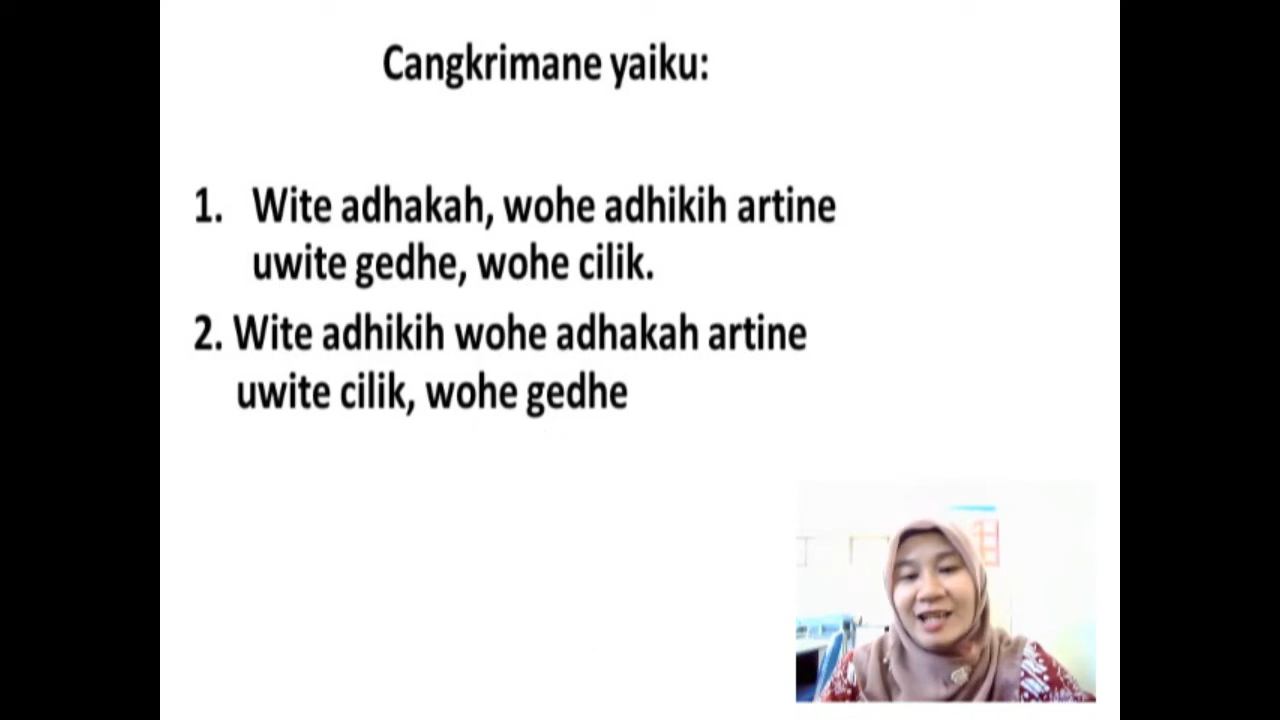 Cangkrimane yaiku:
1. Wite adhakah, wohe adhikih artine
uwite gedhe, wohe cilik.
2. Wite adhikih wohe adhakah artine
uwite cilik, wohe gedhe